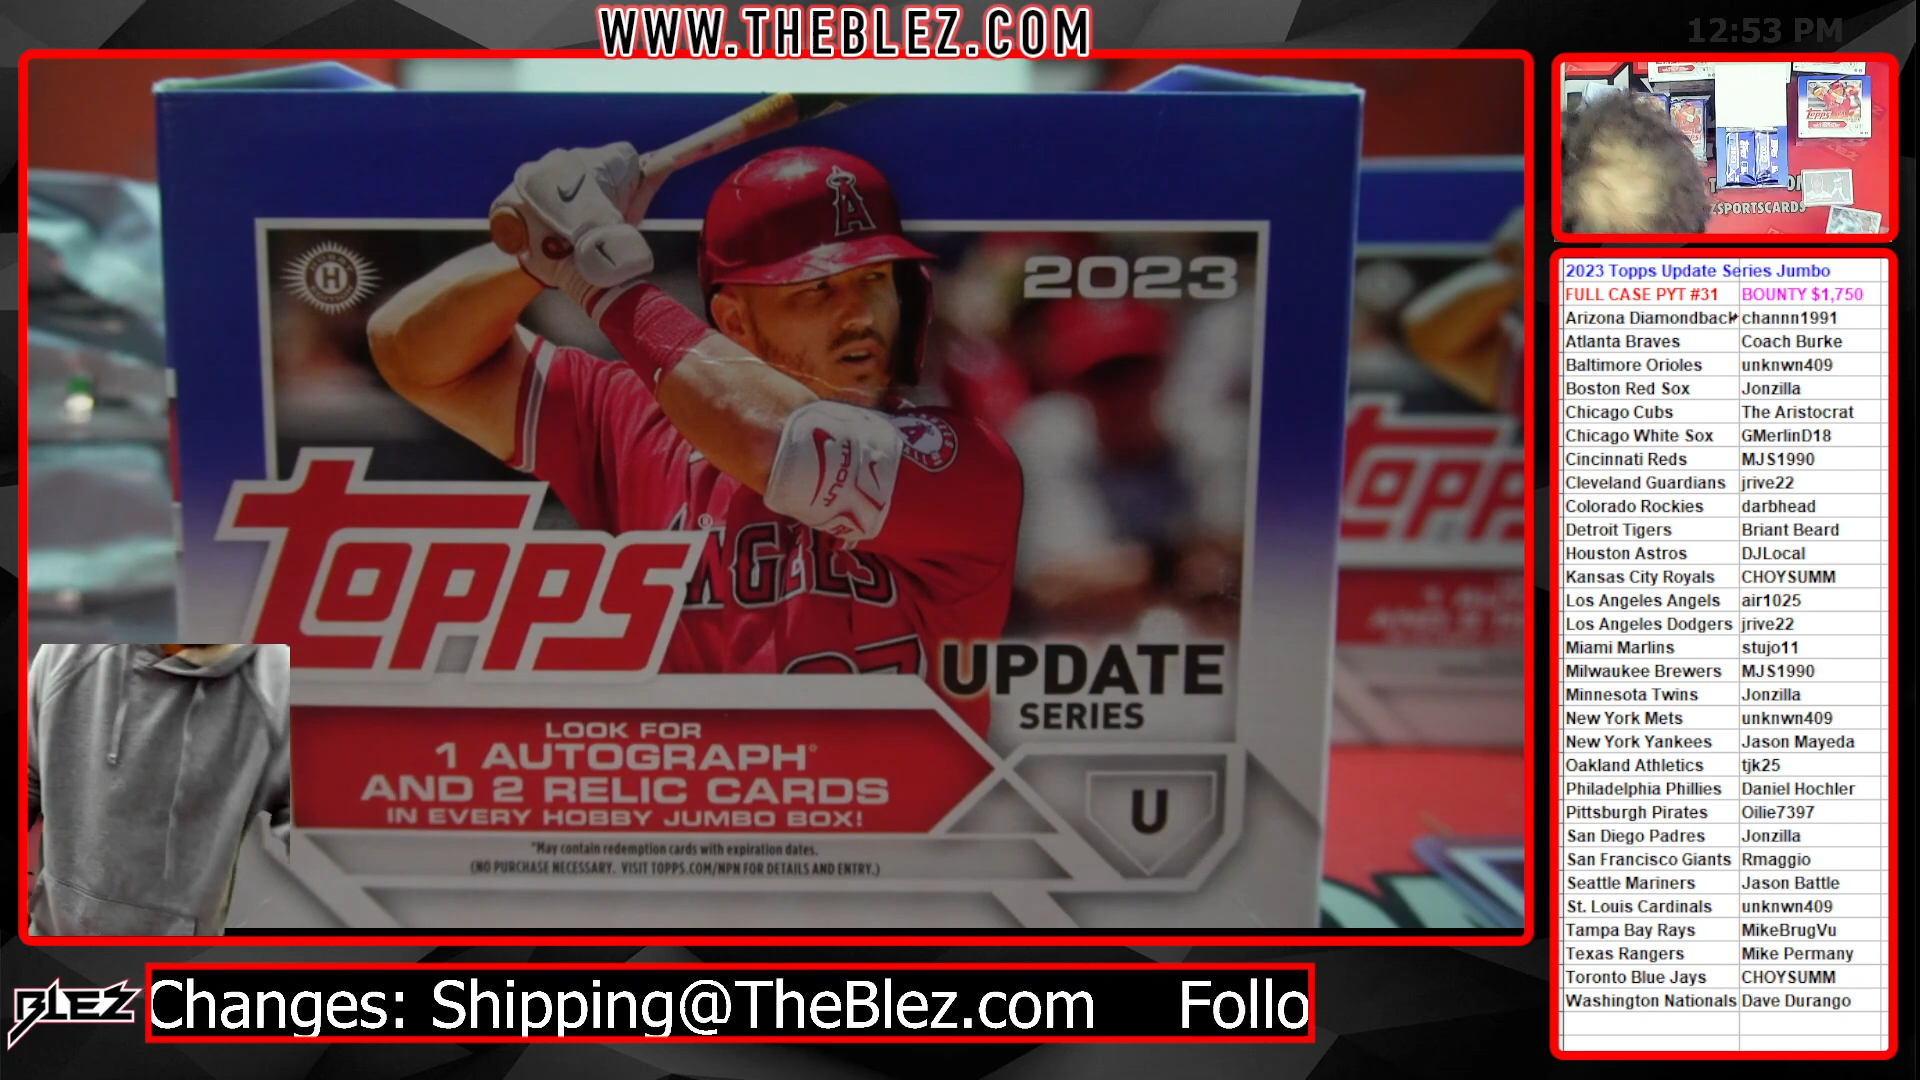 WWW.THEBLEZ.COM
12:53 PM
A
HOBBY
H
EDITION
2023
TROUT
ANGELS
27
TOPPS®
UPDATE
SERIES
LOOK FOR
1 AUTOGRAPH*
AND 2 RELIC CARDS
IN EVERY HOBBY JUMBO BOX!
U
*May contain redemption cards with expiration dates.
(NO PURCHASE NECESSARY. VISIT TOPPS.COM/NPN FOR DETAILS AND ENTRY.)
TOPPS
TOPPS
ZSPORTSCARDS
2023 Topps Update Series Jumbo
FULL CASE PYT #31 BOUNTY $1,750
Arizona Diamondback channn1991
Atlanta Braves Coach Burke
Baltimore Orioles unknwn409
Boston Red Sox Jonzilla
Chicago Cubs The Aristocrat
Chicago White Sox GMerlinD18
Cincinnati Reds MJS1990
Cleveland Guardians jrive22
Colorado Rockies darbhead
Detroit Tigers Briant Beard
Houston Astros DJLocal
Kansas City Royals CHOYSUMM
Los Angeles Angels air1025
Los Angeles Dodgers jrive22
Miami Marlins stujo11
Milwaukee Brewers MJS1990
Minnesota Twins Jonzilla
New York Mets unknwn409
New York Yankees Jason Mayeda
Oakland Athletics tjk25
Philadelphia Phillies Daniel Hochler
Pittsburgh Pirates Oilie7397
San Diego Padres Jonzilla
San Francisco Giants Rmaggio
Seattle Mariners Jason Battle
St. Louis Cardinals unknwn409
Tampa Bay Rays MikeBrugVu
Texas Rangers Mike Permany
Toronto Blue Jays CHOYSUMM
Washington Nationals Dave Durango
BLEZ
Changes: Shipping@TheBlez.com Follo